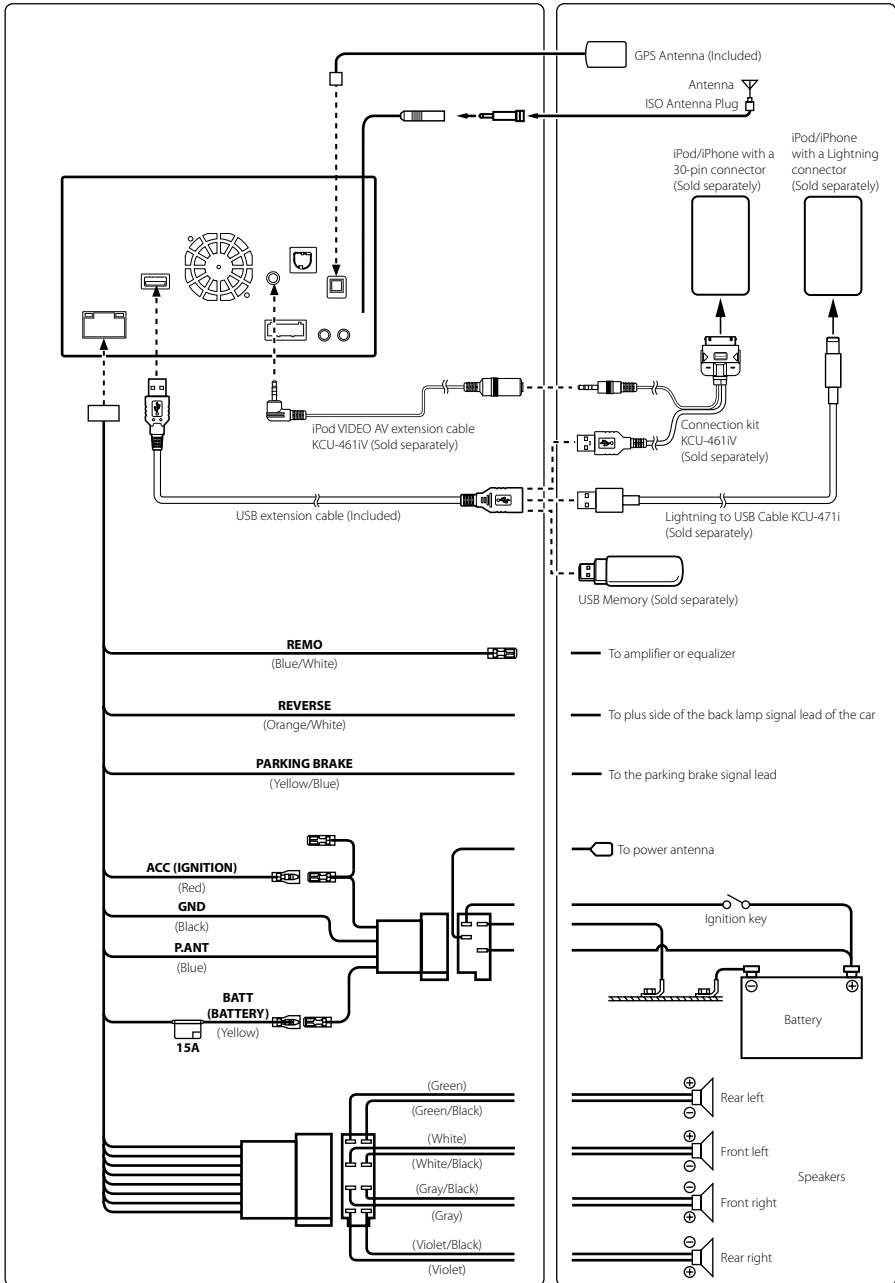 GPS Antenna (Included)
Antenna
ISO Antenna Plug
iPod/iPhone with a
30-pin connector
(Sold separately)
iPod/iPhone
with a Lightning
connector
(Sold separately)
iPod VIDEO AV extension cable
KCU-461iV (Sold separately)
Connection kit
KCU-461iV
(Sold separately)
USB extension cable (Included)
Lightning to USB Cable KCU-471i
(Sold separately)
USB Memory (Sold separately)
REMO
(Blue/White)
To amplifier or equalizer
REVERSE
(Orange/White)
To plus side of the back lamp signal lead of the car
PARKING BRAKE
(Yellow/Blue)
To the parking brake signal lead
To power antenna
ACC (IGNITION)
(Red)
Ignition key
GND
(Black)
P.ANT
(Blue)
BATT
(BATTERY)
(Yellow)
15A
Battery
(Green)
(Green/Black)
Rear left
(White)
(White/Black)
Front left
Speakers
(Gray/Black)
(Gray)
Front right
(Violet/Black)
(Violet)
Rear right